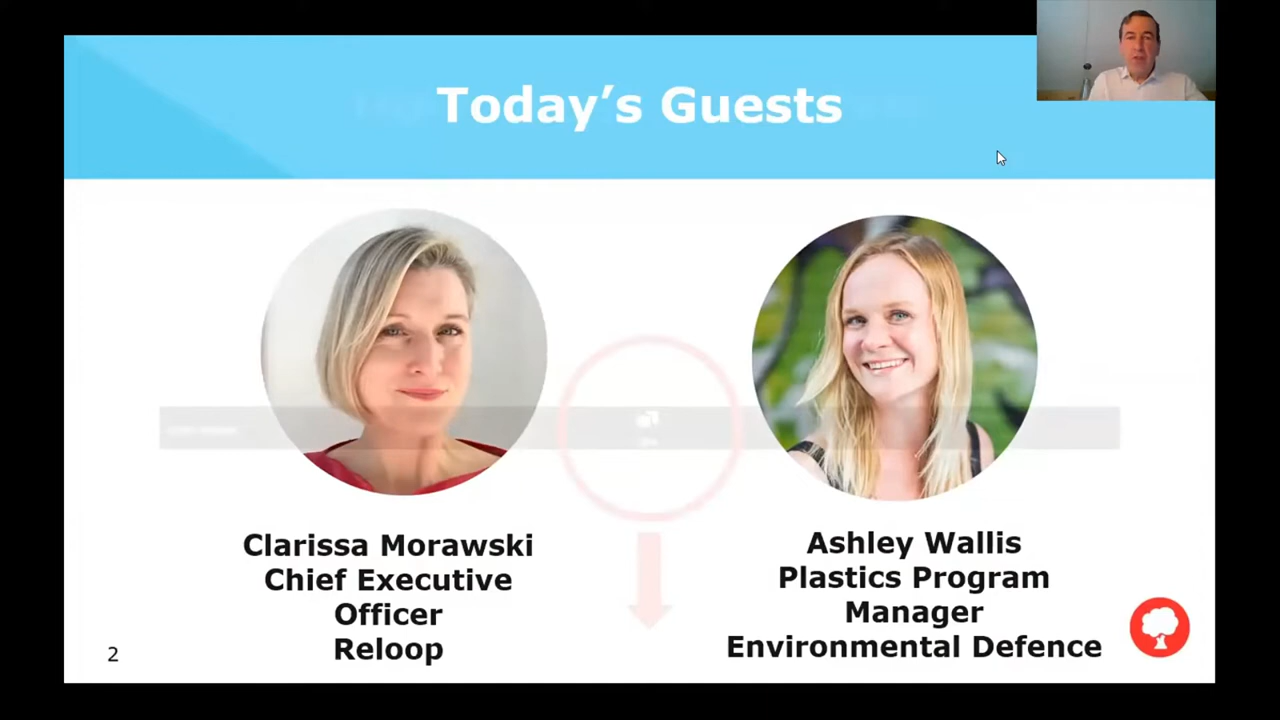 Today’s Guests
Clarissa Morawski
Chief Executive
Officer
Reloop
Ashley Wallis
Plastics Program
Manager
Environmental Defence
2